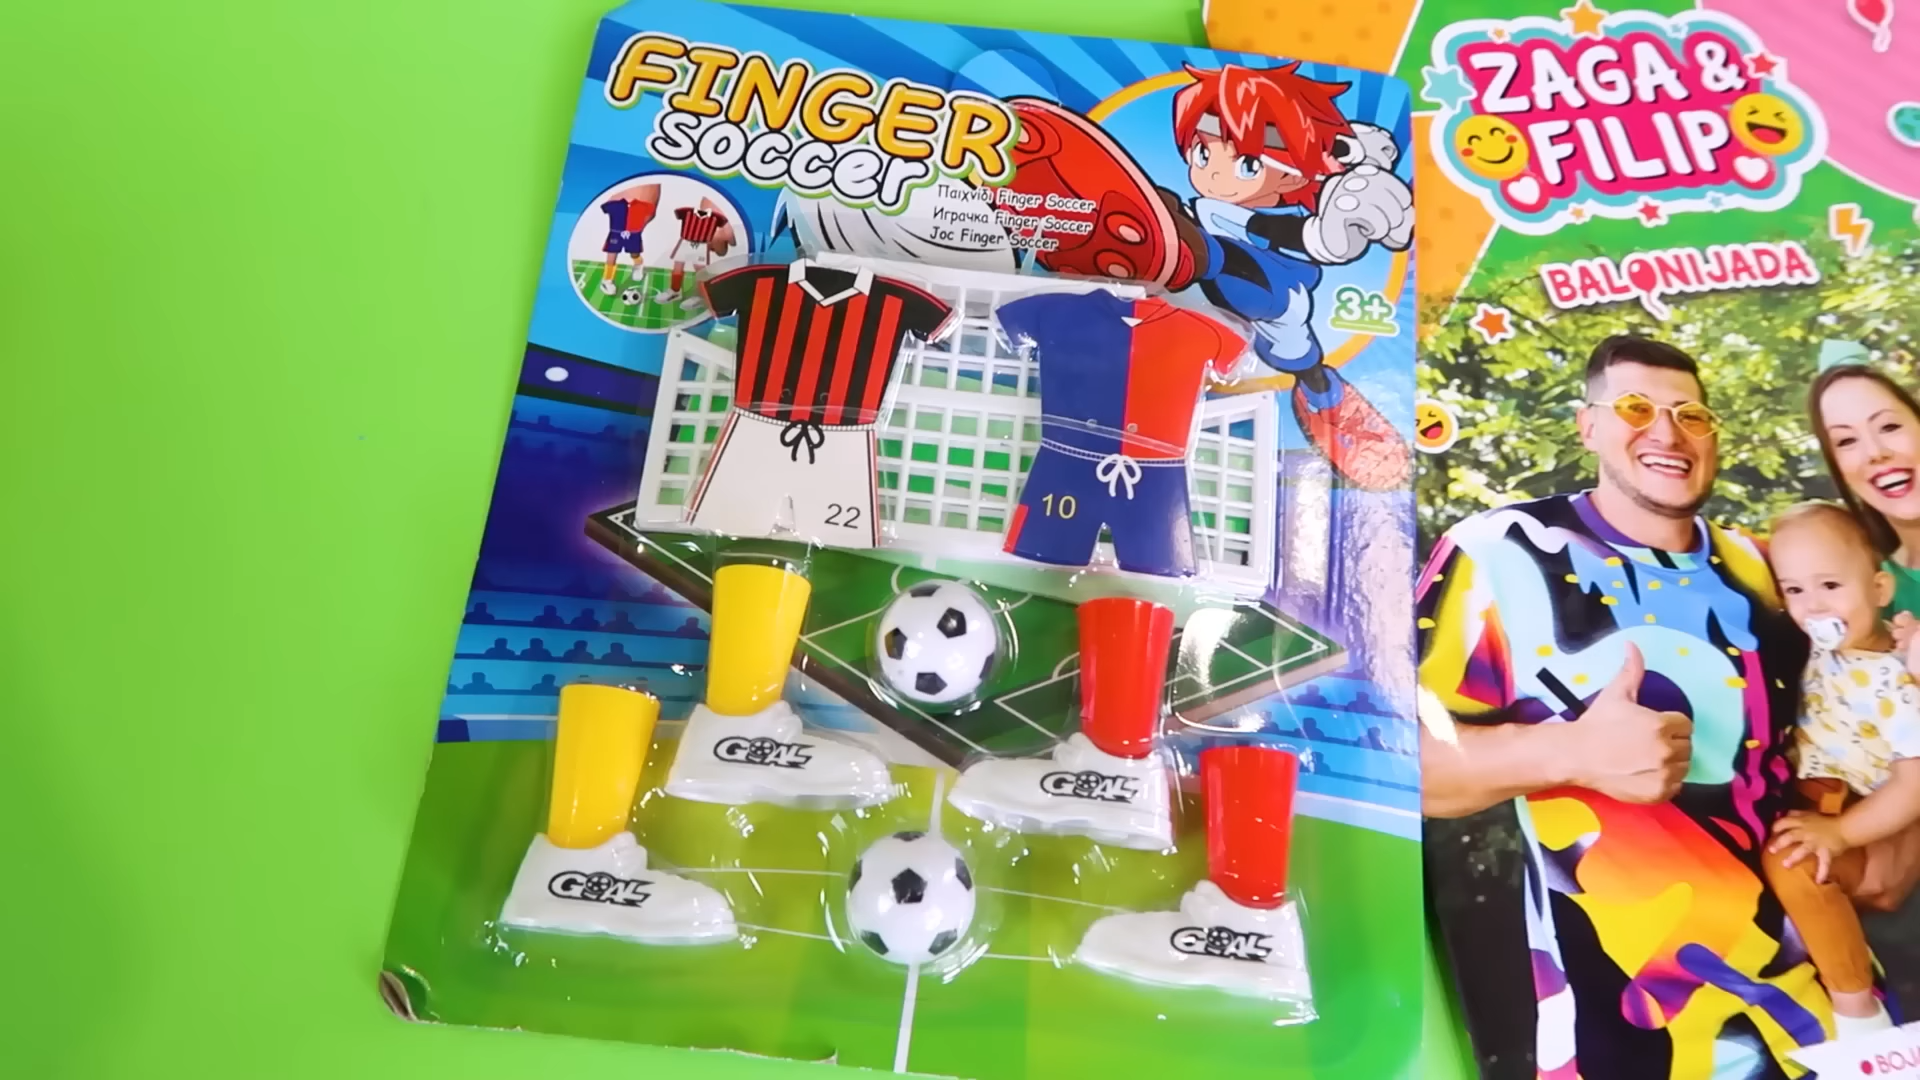 FINGER
soccer
Παιχνίδι Finger Soccer
Играчка Finger Soccer
Joc Finger Soccer
3+
22
10
GOAL
GOAL
GOAL
GOAL
ZAGA &
FILIP
BALONIJADA